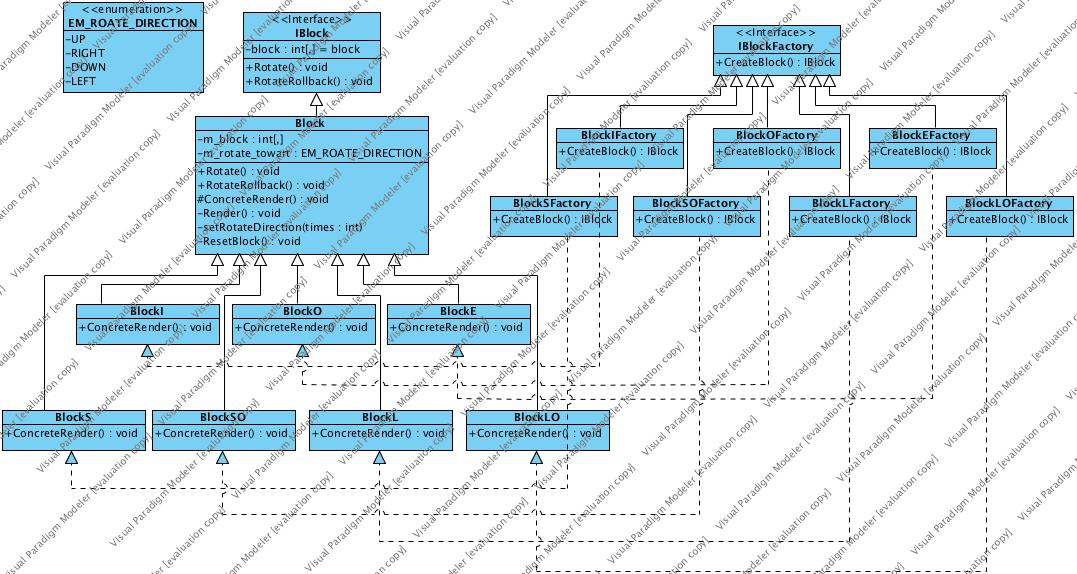 <<enumeration>>
EM_ROATE_DIRECTION
-UP
-RIGHT
-DOWN
-LEFT
<<Interface>>
IBlock
-block : int[,] = block
+Rotate() : void
+RotateRollback() : void
<<Interface>>
IBlockFactory
+CreateBlock() : IBlock
Block
-m_block : int[,]
-m_rotate_towart : EM_ROATE_DIRECTION
+Rotate() : void
+RotateRollback() : void
#ConcreteRender() : void
-Render() : void
-setRotateDirection(times : int)
-ResetBlock() : void
BlockIFactory
+CreateBlock() : IBlock
BlockOFactory
+CreateBlock() : IBlock
BlockEFactory
+CreateBlock() : IBlock
BlockSFactory
+CreateBlock() : IBlock
BlockSOFactory
+CreateBlock() : IBlock
BlockLFactory
+CreateBlock() : IBlock
BlockLOFactory
+CreateBlock() : IBlock
BlockI
+ConcreteRender() : void
BlockO
+ConcreteRender() : void
BlockE
+ConcreteRender() : void
BlockS
+ConcreteRender() : void
BlockSO
+ConcreteRender() : void
BlockL
+ConcreteRender() : void
BlockLO
+ConcreteRender() : void
Visual Paradigm Modeler [evaluation copy]